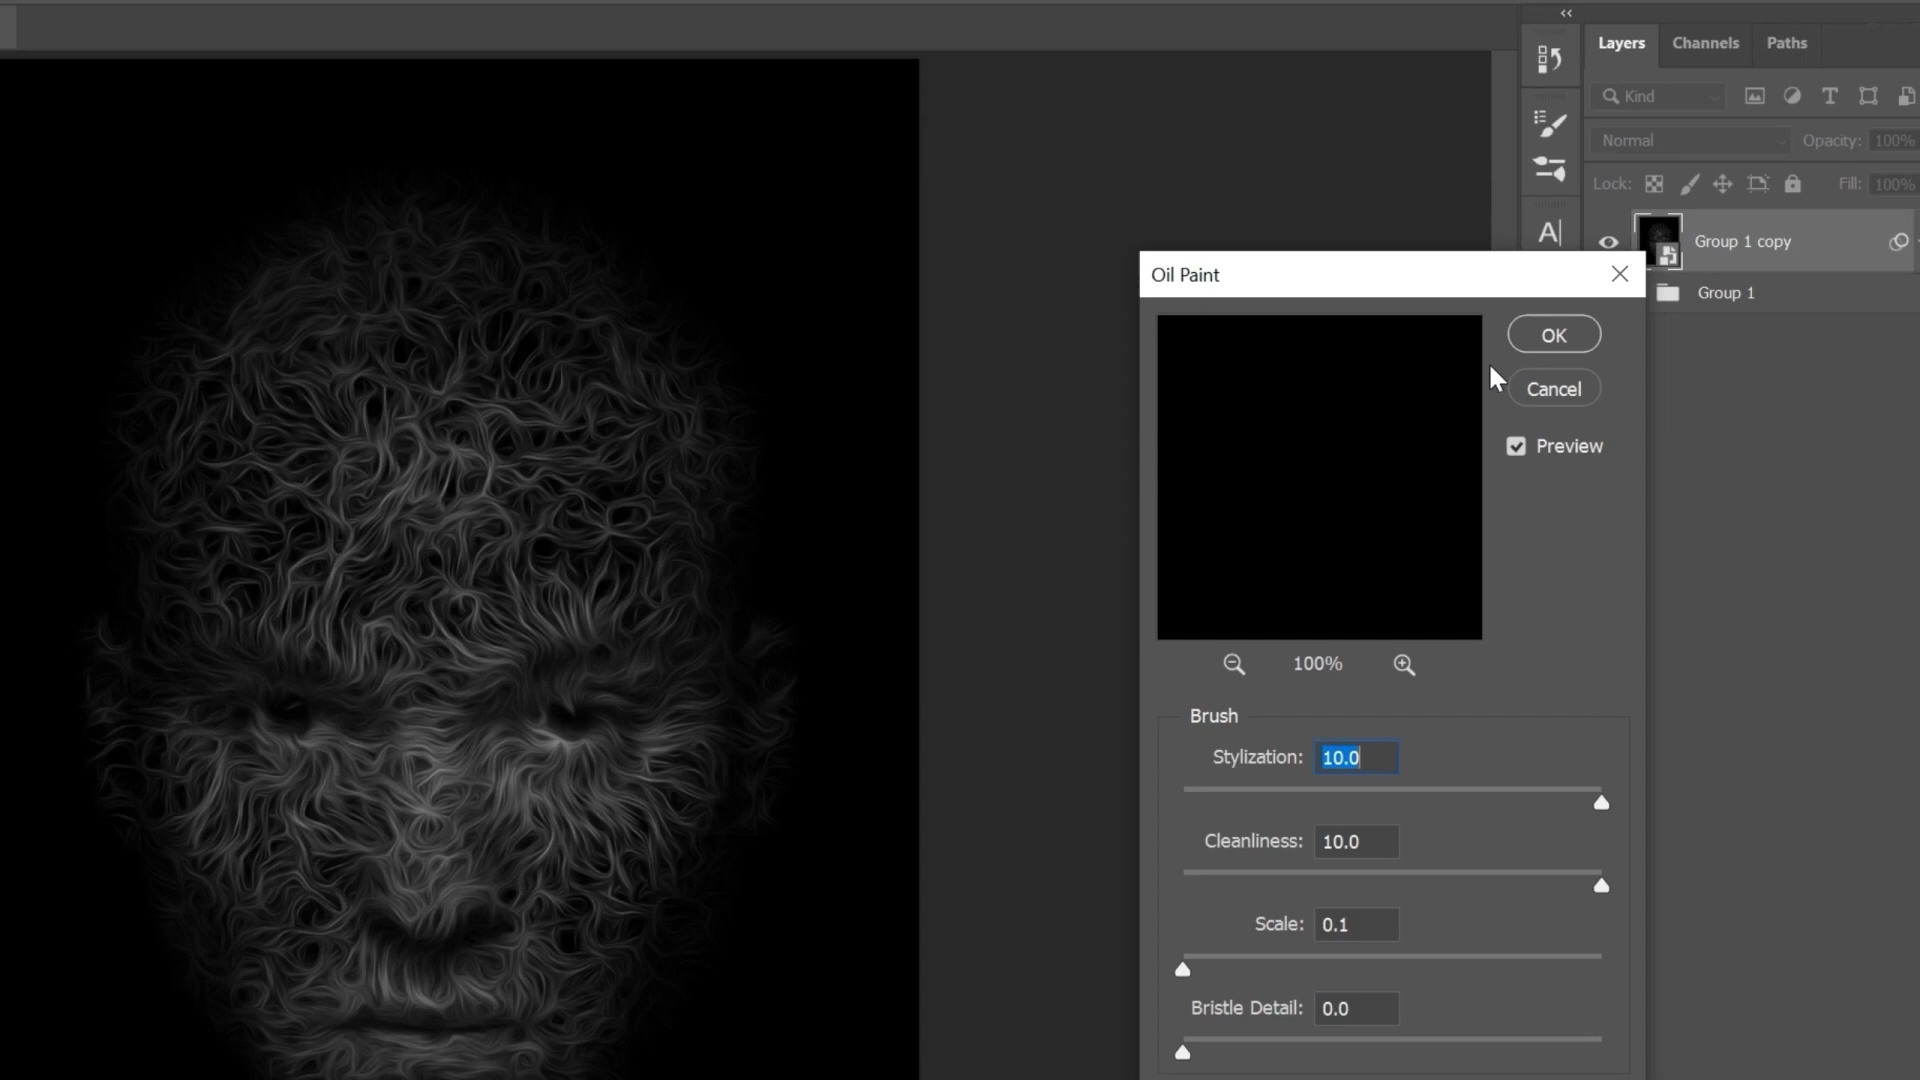 Layers Channels Paths
Kind
Normal Opacity: 100%
Lock: Fill: 100%
Group 1 copy
Group 1
Oil Paint
OK
Cancel
Preview
100%
Brush
Stylization: 10.0
Cleanliness: 10.0
Scale: 0.1
Bristle Detail: 0.0